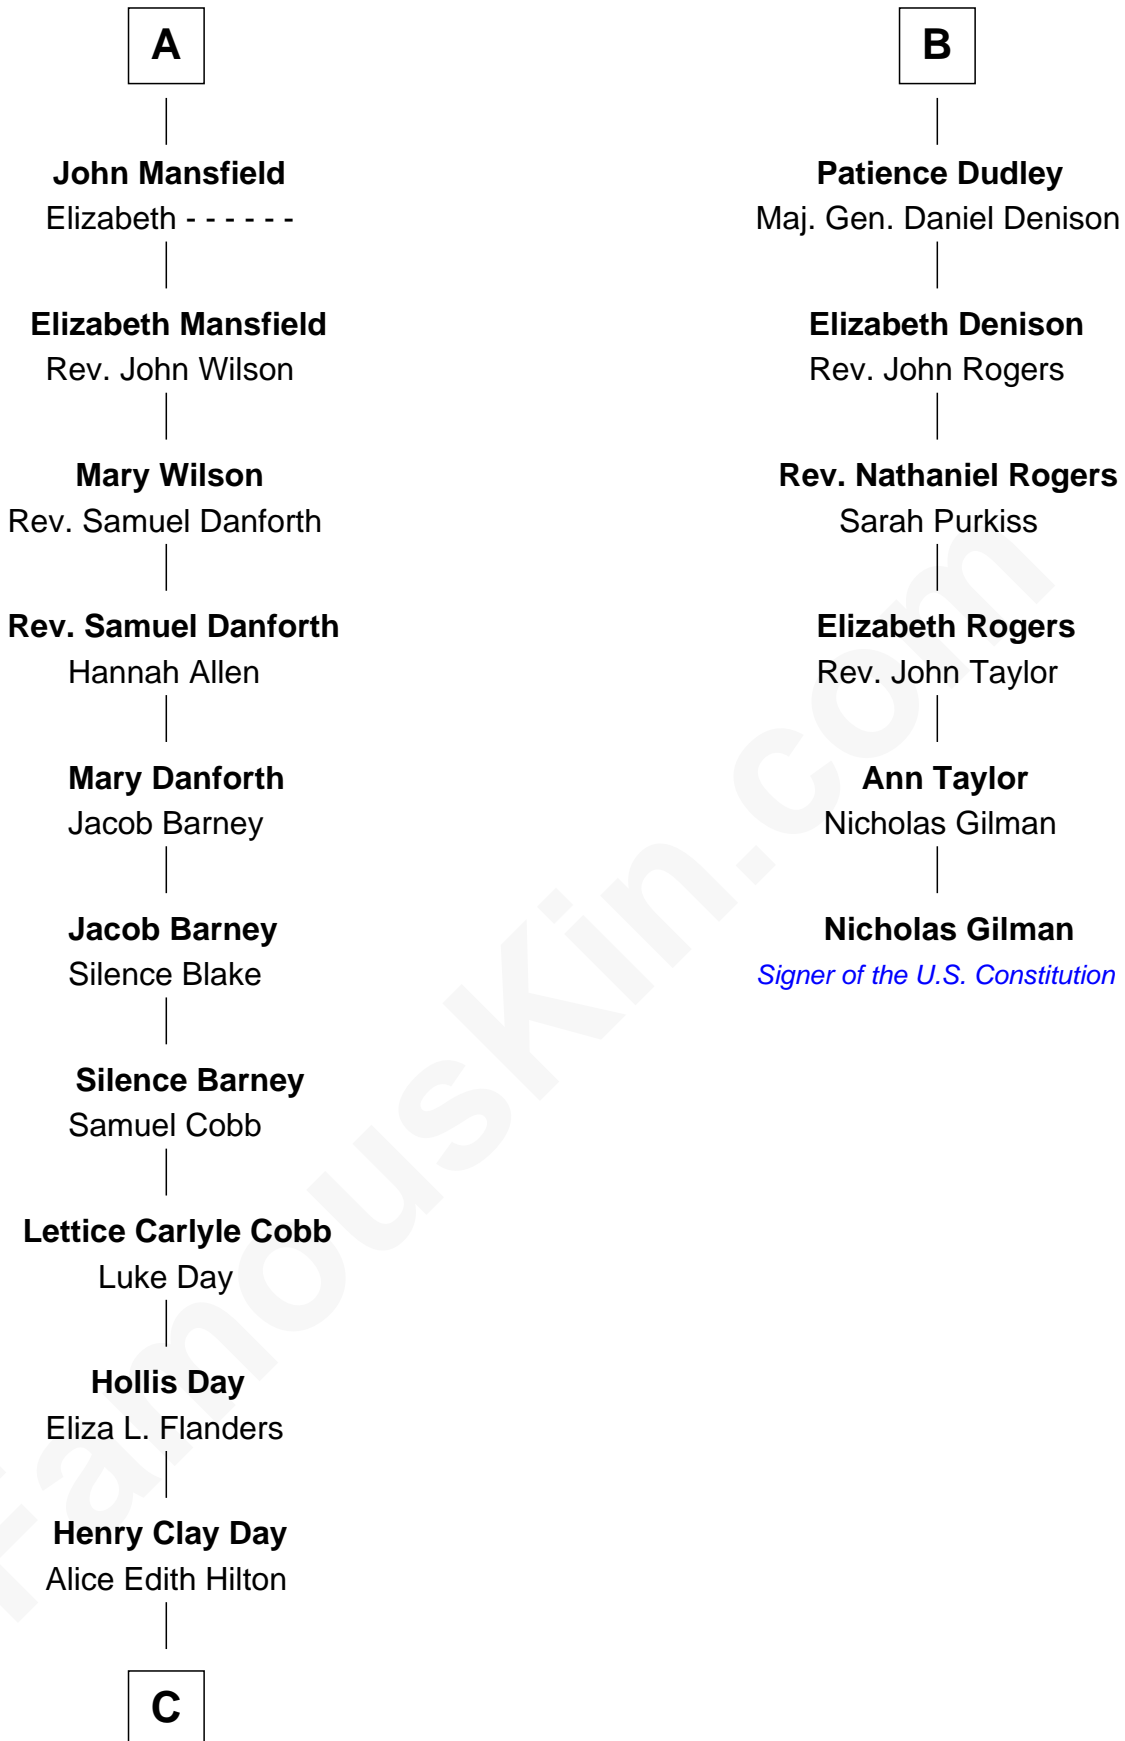 A
John Mansfield
Elizabeth - - - - - -
Elizabeth Mansfield
Rev. John Wilson
Mary Wilson
Rev. Samuel Danforth
Rev. Samuel Danforth
Hannah Allen
Mary Danforth
Jacob Barney
Jacob Barney
Silence Blake
Silence Barney
Samuel Cobb
Lettice Carlyle Cobb
Luke Day
Hollis Day
Eliza L. Flanders
Henry Clay Day
Alice Edith Hilton
C
B
Patience Dudley
Maj. Gen. Daniel Denison
Elizabeth Denison
Rev. John Rogers
Rev. Nathaniel Rogers
Sarah Purkiss
Elizabeth Rogers
Rev. John Taylor
Ann Taylor
Nicholas Gilman
Nicholas Gilman
Signer of the U.S. Constitution
FamousKin.com